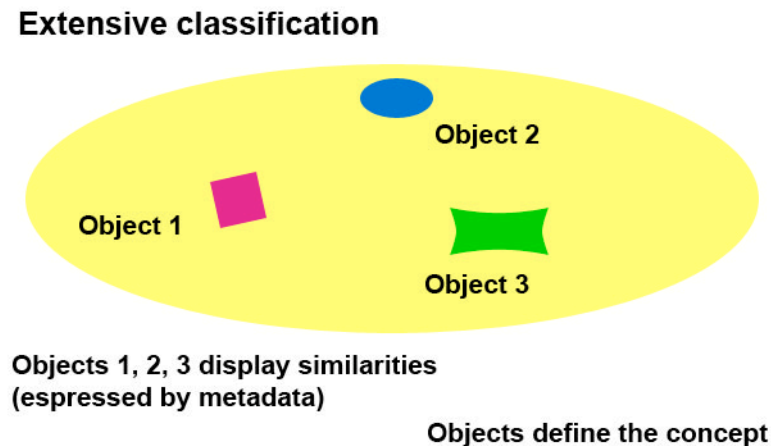 Extensive classification
Object 2
Object 1
Object 3
Objects 1, 2, 3 display similarities
(espressed by metadata)
Objects define the concept